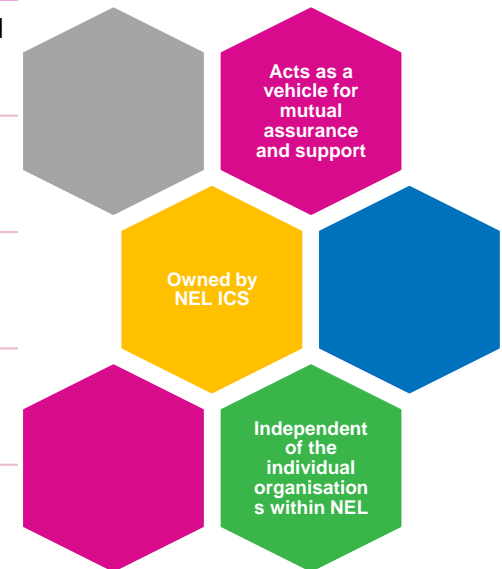 Acts as a
vehicle for
mutual
assurance
and support
Owned by
NEL ICS
Independent
of the
individual
organisation
s within NEL